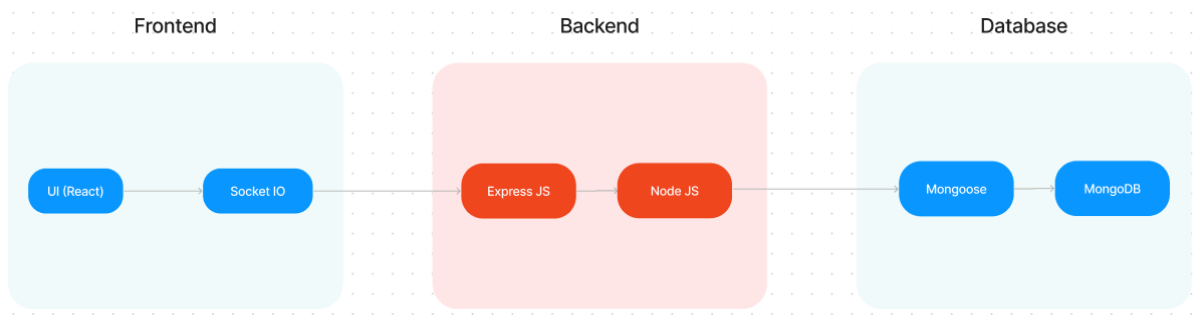 Frontend
Backend
Database
UI (React)
Socket IO
Express JS
Node JS
Mongoose
MongoDB